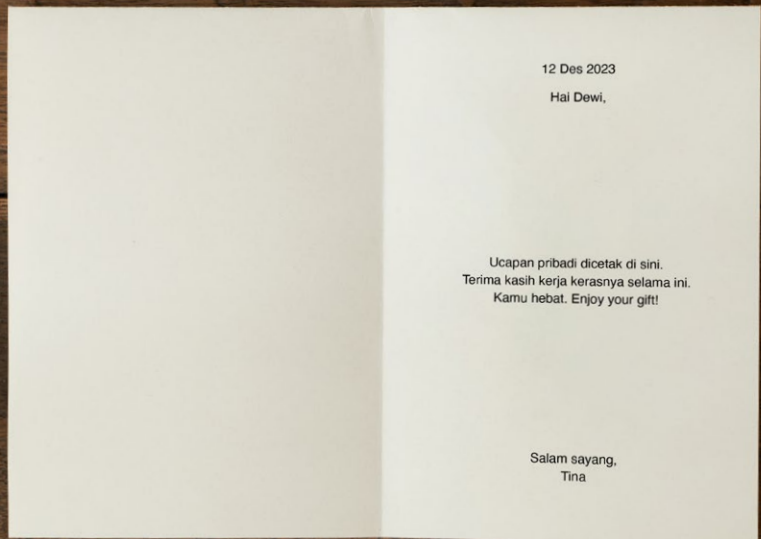 12 Des 2023
Hai Dewi,
Ucapan pribadi dicetak di sini.
Terima kasih kerja kerasnya selama ini.
Kamu hebat. Enjoy your gift!
Salam sayang,
Tina